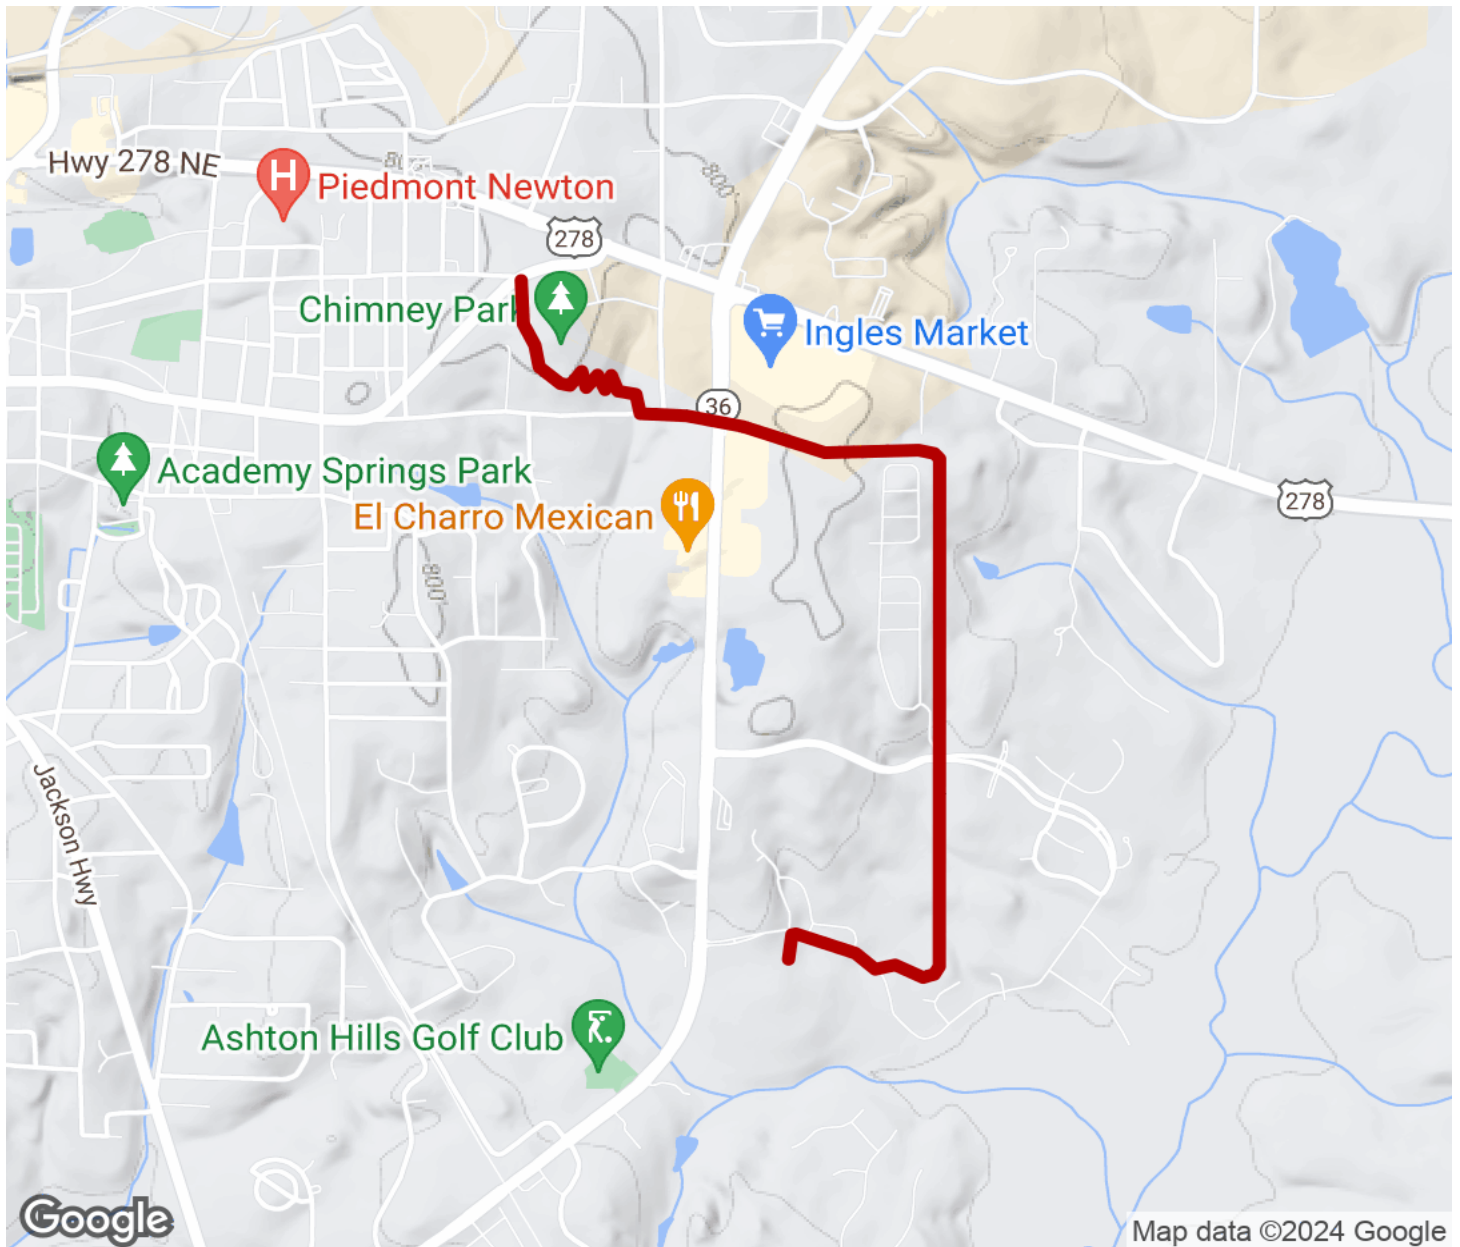 Hwy 278 NE
800'
800'
H
Piedmont Newton
278
Chimney Park
Ingles Market
36
Academy Springs Park
El Charro Mexican
278
800'
Jackson Hwy
Ashton Hills Golf Club
Google
Map data ©2024 Google